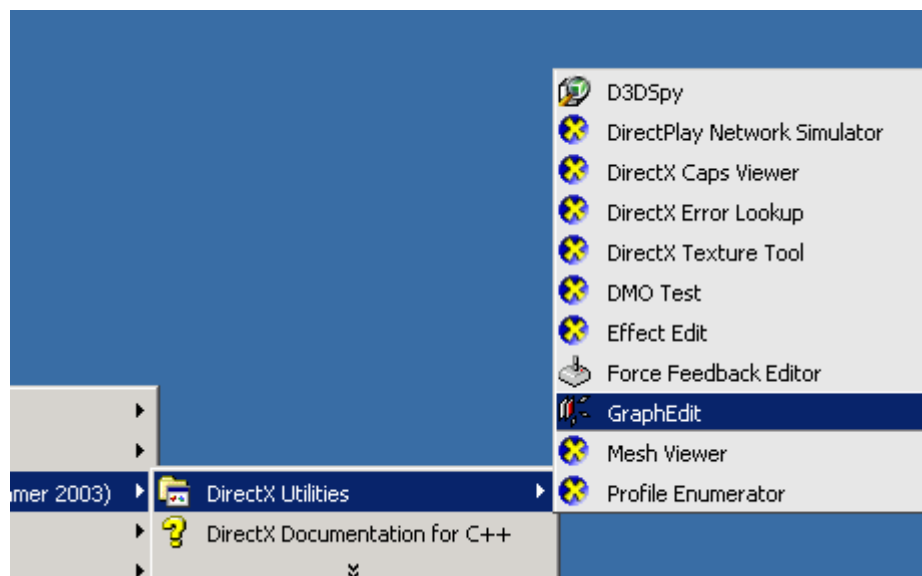 D3DSpy
DirectPlay Network Simulator
DirectX Caps Viewer
DirectX Error Lookup
DirectX Texture Tool
DMO Test
Effect Edit
Force Feedback Editor
GraphEdit
Mesh Viewer
Profile Enumerator
mer 2003)
DirectX Utilities
DirectX Documentation for C++